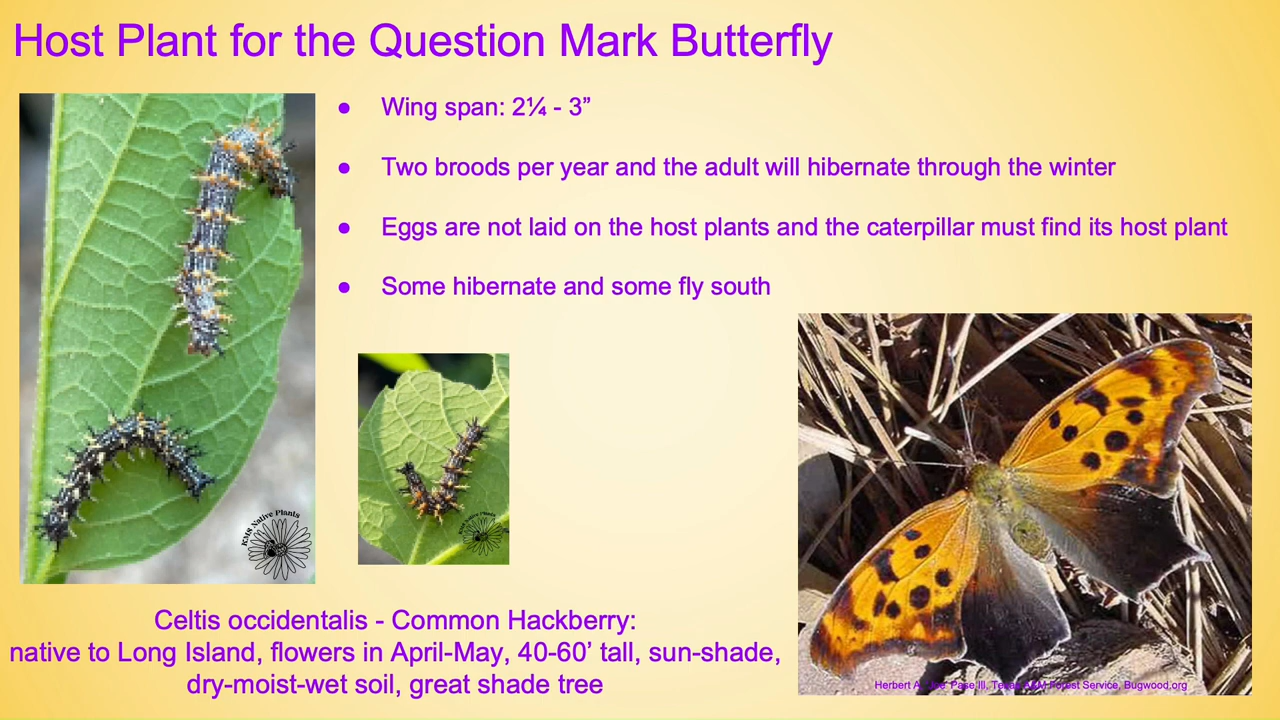 Host Plant for the Question Mark Butterfly
● Wing span: 2¼ - 3”
● Two broods per year and the adult will hibernate through the winter
● Eggs are not laid on the host plants and the caterpillar must find its host plant
● Some hibernate and some fly south
KMS Native Plants
KMS Native Plants
Celtis occidentalis - Common Hackberry:
native to Long Island, flowers in April-May, 40-60’ tall, sun-shade,
dry-moist-wet soil, great shade tree
Herbert A. 'Joe' Pase III, Texas A&M Forest Service, Bugwood.org